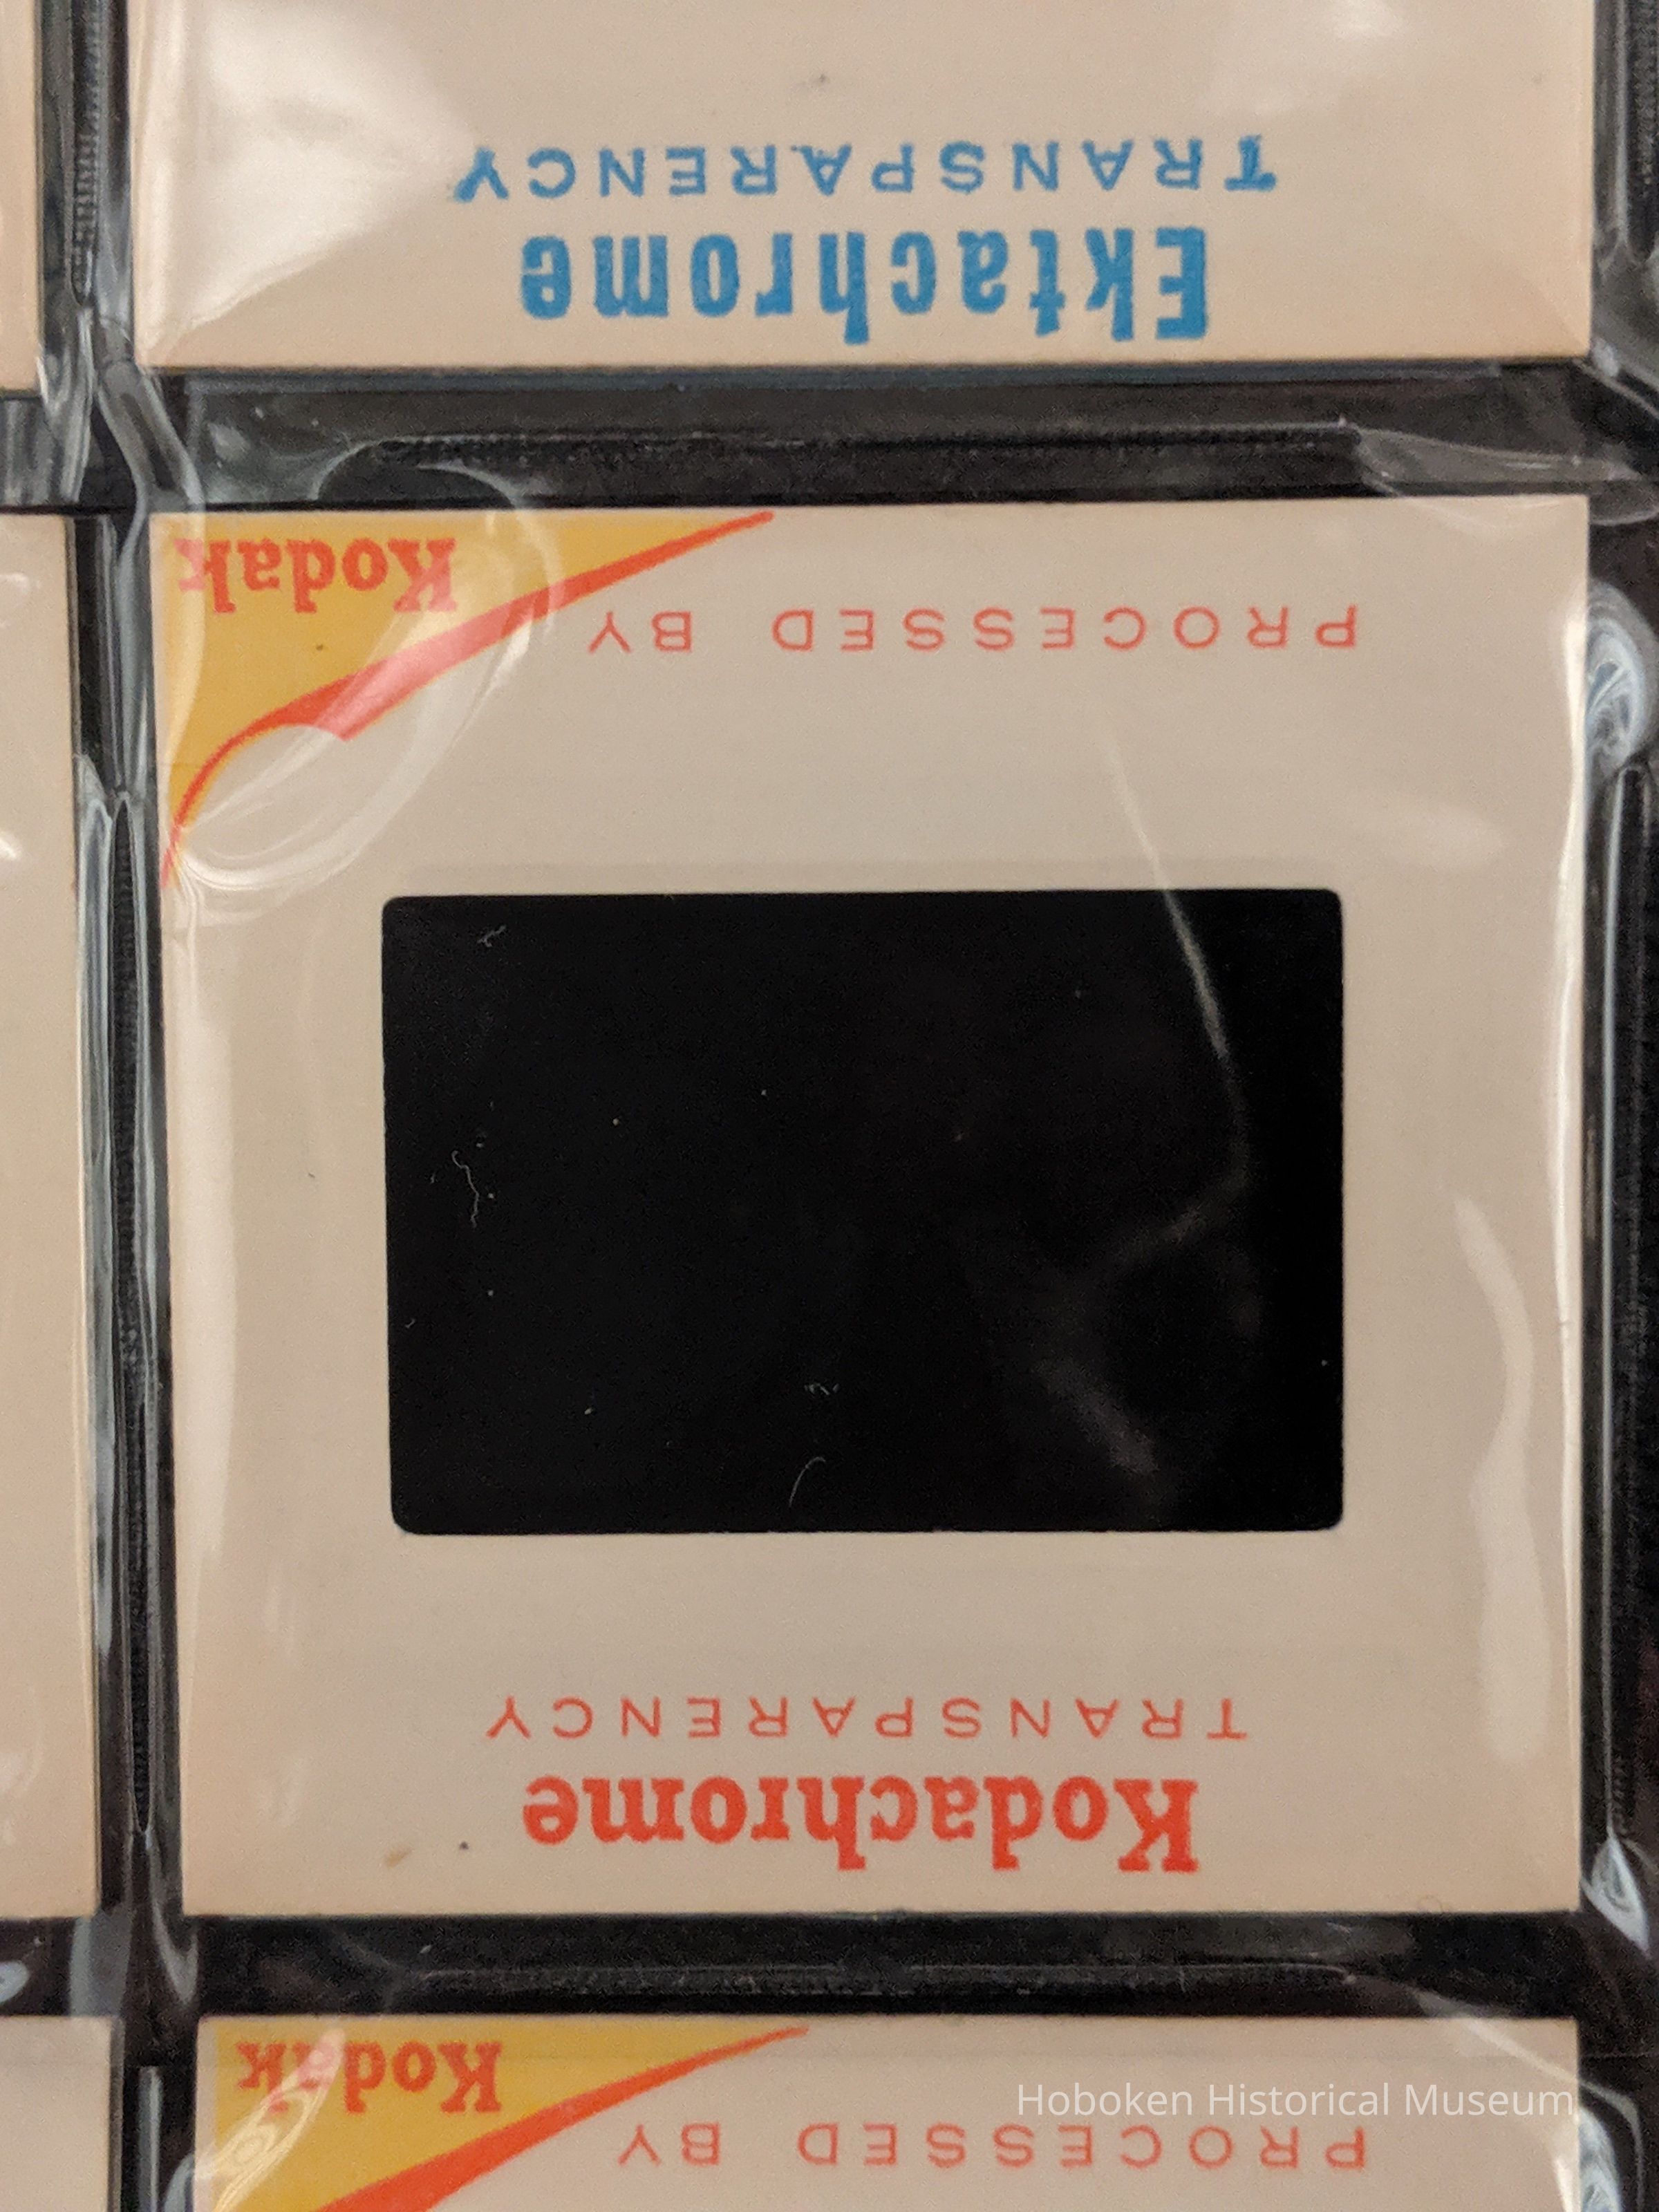 PROCESSED BY
Kodak
Kodachrome
TRANSPARENCY
PROCESSED BY
Kodak
Ektachrome
TRANSPARENCY
Hoboken Historical Museum